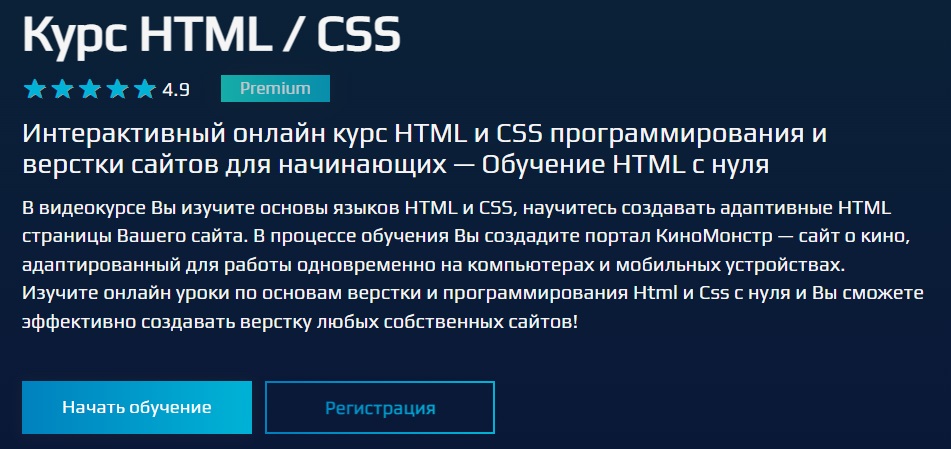 Курс HTML / CSS
4.9 Premium
Интерактивный онлайн курс HTML и CSS программирования и
верстки сайтов для начинающих — Обучение HTML с нуля
В видеокурсе Вы изучите основы языков HTML и CSS, научитесь создавать адаптивные HTML
страницы Вашего сайта. В процессе обучения Вы создадите портал КиноМонстр — сайт о кино,
адаптированный для работы одновременно на компьютерах и мобильных устройствах.
Изучите онлайн уроки по основам верстки и программирования Html и Css с нуля и Вы сможете
эффективно создавать верстку любых собственных сайтов!
Начать обучение Регистрация